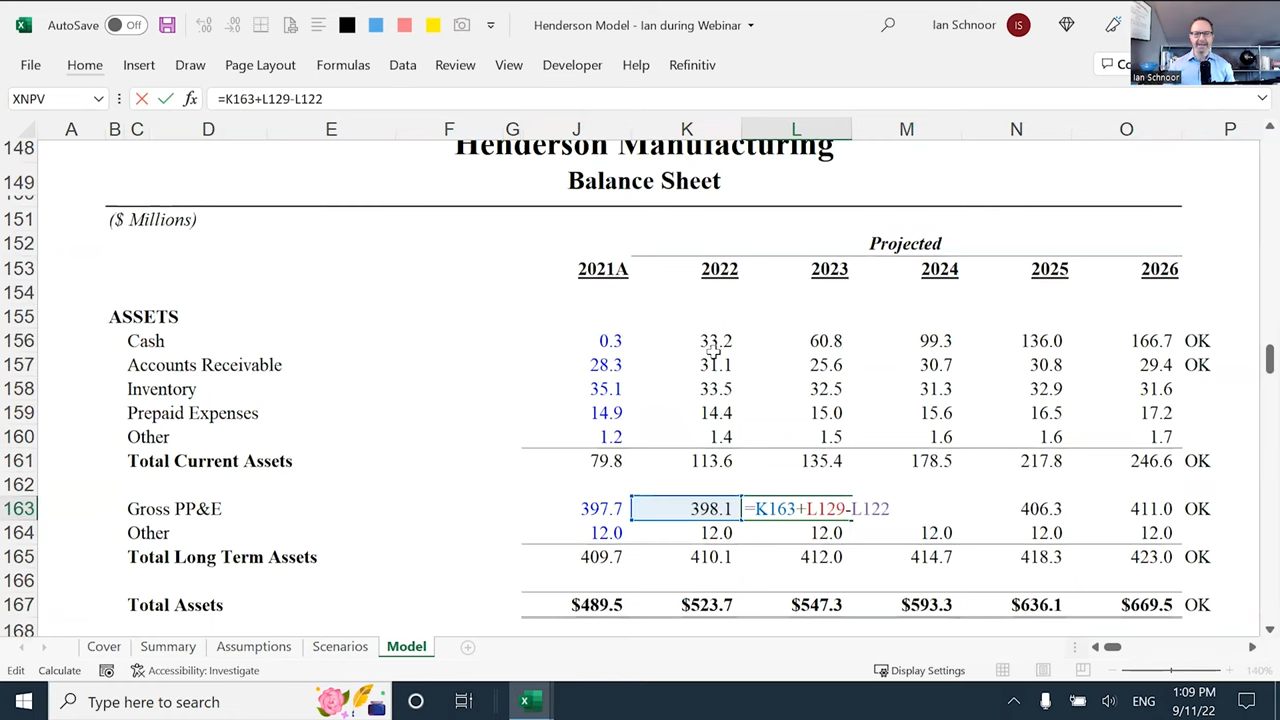 AutoSave Off Henderson Model - Ian during Webinar Ian Schnoor IS
File Home Insert Draw Page Layout Formulas Data Review View Developer Help Refinitiv
Ian Schnoor
XNPV fx =K163+L129-L122
A B C D E F G J K L M N O P
148 Henderson Manufacturing
149 Balance Sheet
151 ($ Millions)
152 Projected
153 2021A 2022 2023 2024 2025 2026
154
155 ASSETS
156 Cash 0.3 33.2 60.8 99.3 136.0 166.7 OK
157 Accounts Receivable 28.3 31.1 25.6 30.7 30.8 29.4 OK
158 Inventory 35.1 33.5 32.5 31.3 32.9 31.6
159 Prepaid Expenses 14.9 14.4 15.0 15.6 16.5 17.2
160 Other 1.2 1.4 1.5 1.6 1.6 1.7
161 Total Current Assets 79.8 113.6 135.4 178.5 217.8 246.6 OK
162
163 Gross PP&E 397.7 398.1 =K163+L129-L122 406.3 411.0 OK
164 Other 12.0 12.0 12.0 12.0 12.0 12.0
165 Total Long Term Assets 409.7 410.1 412.0 414.7 418.3 423.0 OK
166
167 Total Assets $489.5 $523.7 $547.3 $593.3 $636.1 $669.5 OK
168
Cover Summary Assumptions Scenarios Model
Edit Calculate Accessibility: Investigate Display Settings 140%
Type here to search ENG 1:09 PM
9/11/22